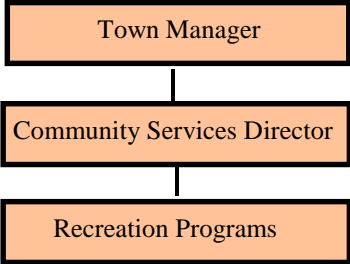 Town Manager
Community Services Director
Recreation Programs